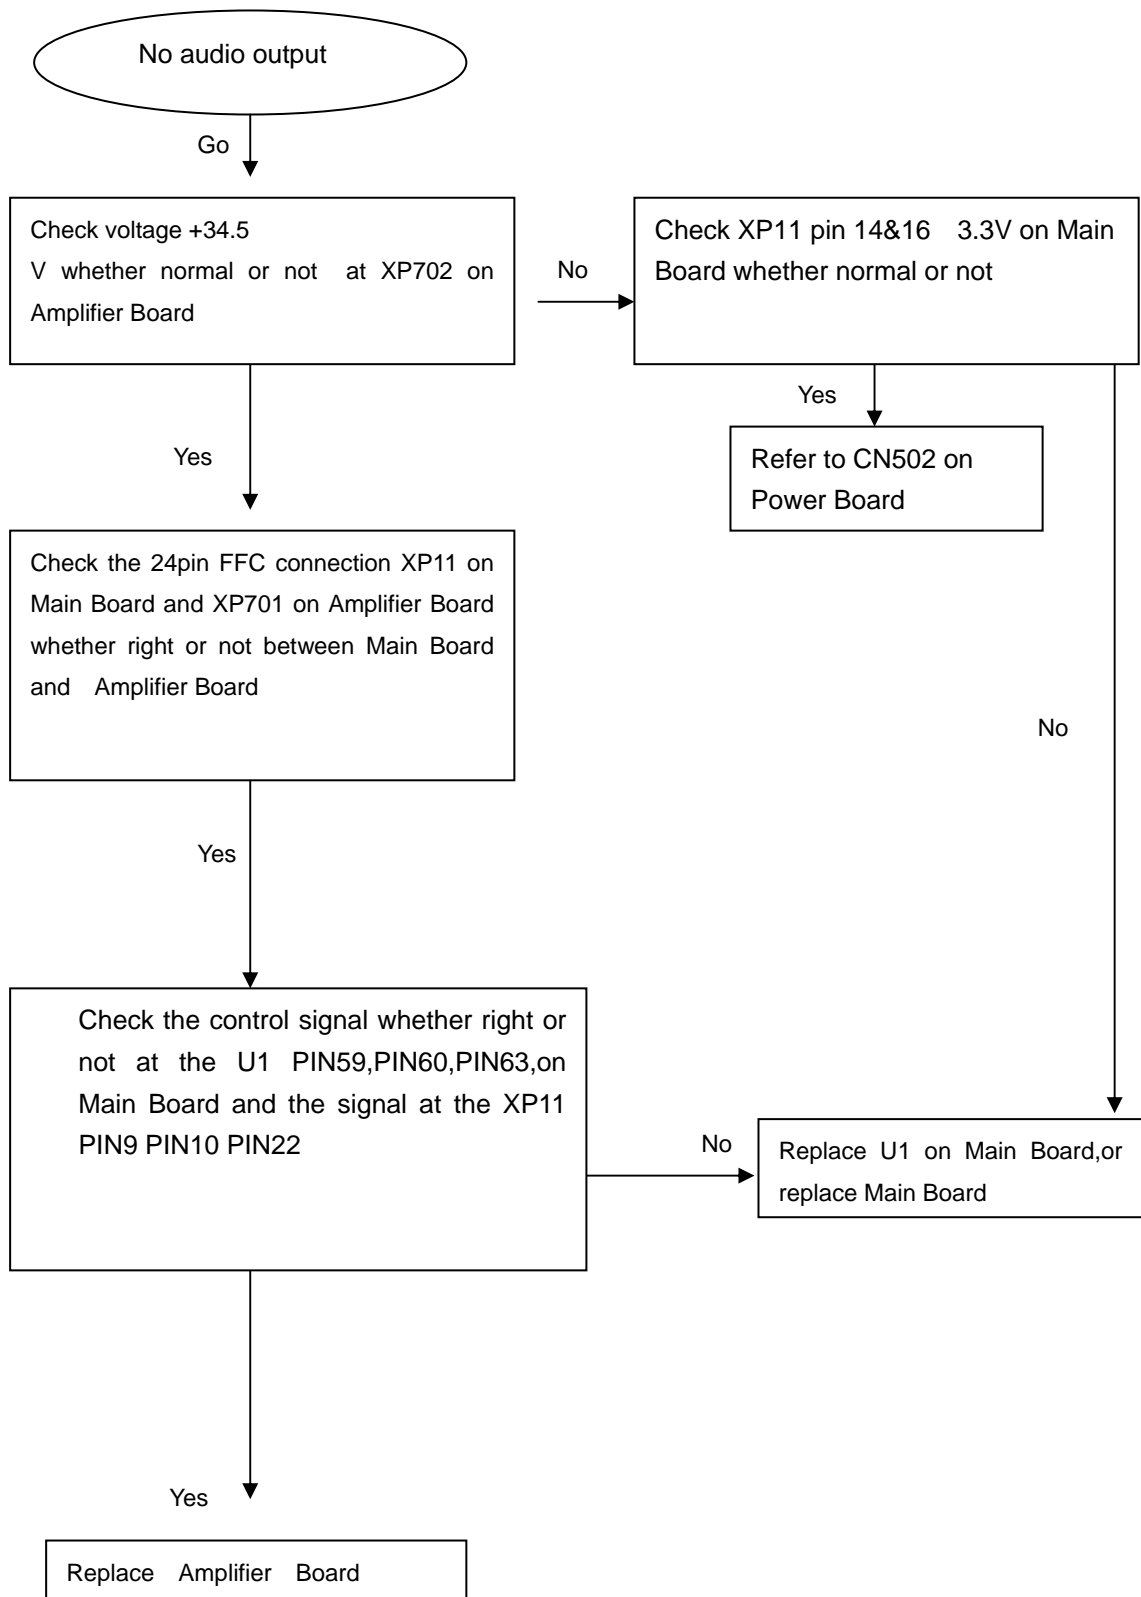 No audio output
Go
Check voltage +34.5
V whether normal or not at XP702 on
Amplifier Board
No
Check XP11 pin 14&16 3.3V on Main
Board whether normal or not
Yes
Refer to CN502 on
Power Board
Yes
Check the 24pin FFC connection XP11 on
Main Board and XP701 on Amplifier Board
whether right or not between Main Board
and Amplifier Board
No
Yes
Check the control signal whether right or
not at the U1 PIN59,PIN60,PIN63,on
Main Board and the signal at the XP11
PIN9 PIN10 PIN22
No
Replace U1 on Main Board,or
replace Main Board
Yes
Replace Amplifier Board